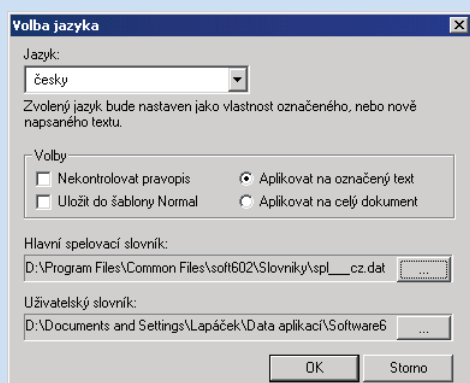 Volba jazyka
Jazyk:
česky
Zvolený jazyk bude nastaven jako vlastnost označeného, nebo nově
napsaného textu.
Volby
Nekontrolovat pravopis
Aplikovat na označený text
Uložit do šablony Normal
Aplikovat na celý dokument
Hlavní spelovací slovník:
D:\Program Files\Common Files\soft602\Slovniky\spl___cz.dat
...
Uživatelský slovník:
D:\Documents and Settings\Lapáček\Data aplikací\Software6
...
OK
Storno